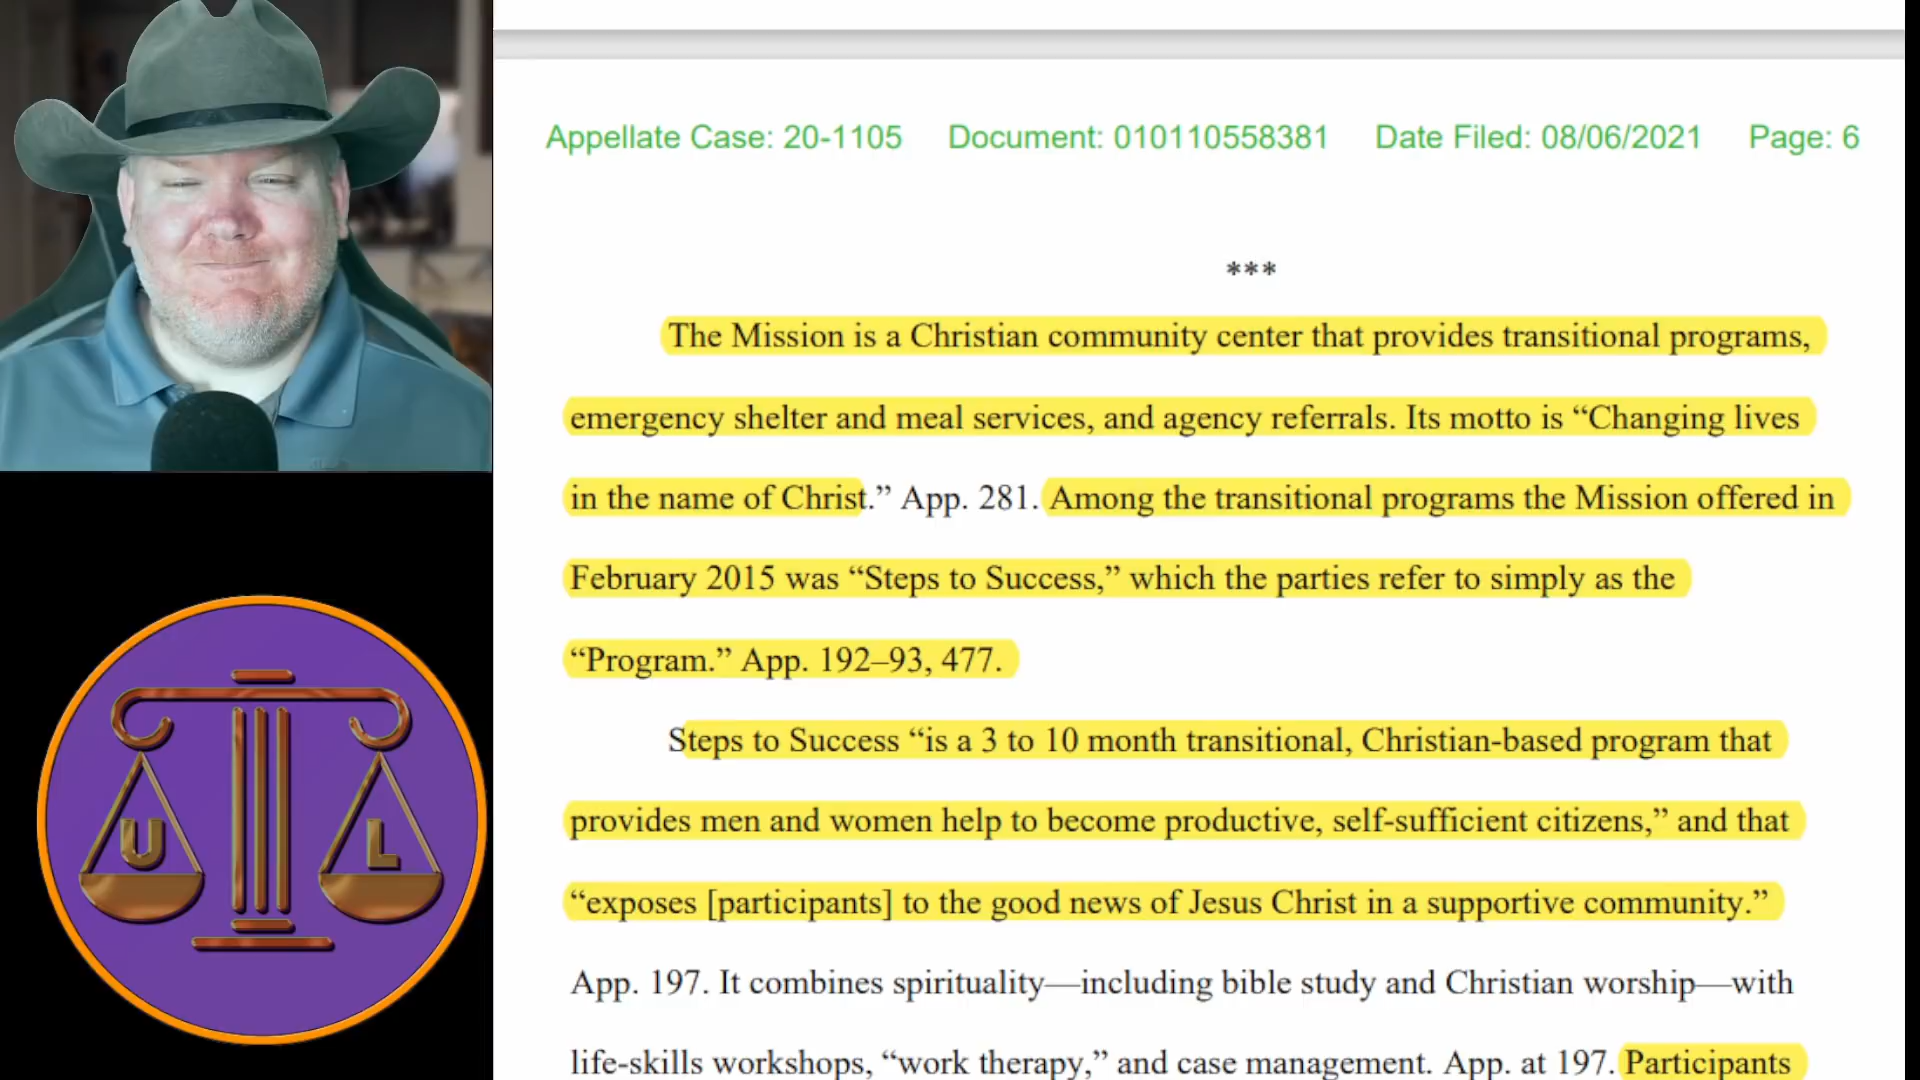 Appellate Case: 20-1105 Document: 010110558381 Date Filed: 08/06/2021 Page: 6
***
The Mission is a Christian community center that provides transitional programs,
emergency shelter and meal services, and agency referrals. Its motto is “Changing lives
in the name of Christ.” App. 281. Among the transitional programs the Mission offered in
February 2015 was “Steps to Success,” which the parties refer to simply as the
“Program.” App. 192–93, 477.
Steps to Success “is a 3 to 10 month transitional, Christian-based program that
provides men and women help to become productive, self-sufficient citizens,” and that
“exposes [participants] to the good news of Jesus Christ in a supportive community.”
App. 197. It combines spirituality—including bible study and Christian worship—with
life-skills workshops, “work therapy,” and case management. App. at 197. Participants
U L